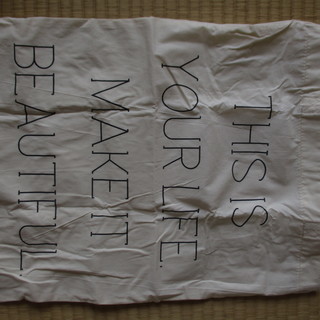 THIS IS
YOUR LIFE.
MAKE IT
BEAUTIFUL.